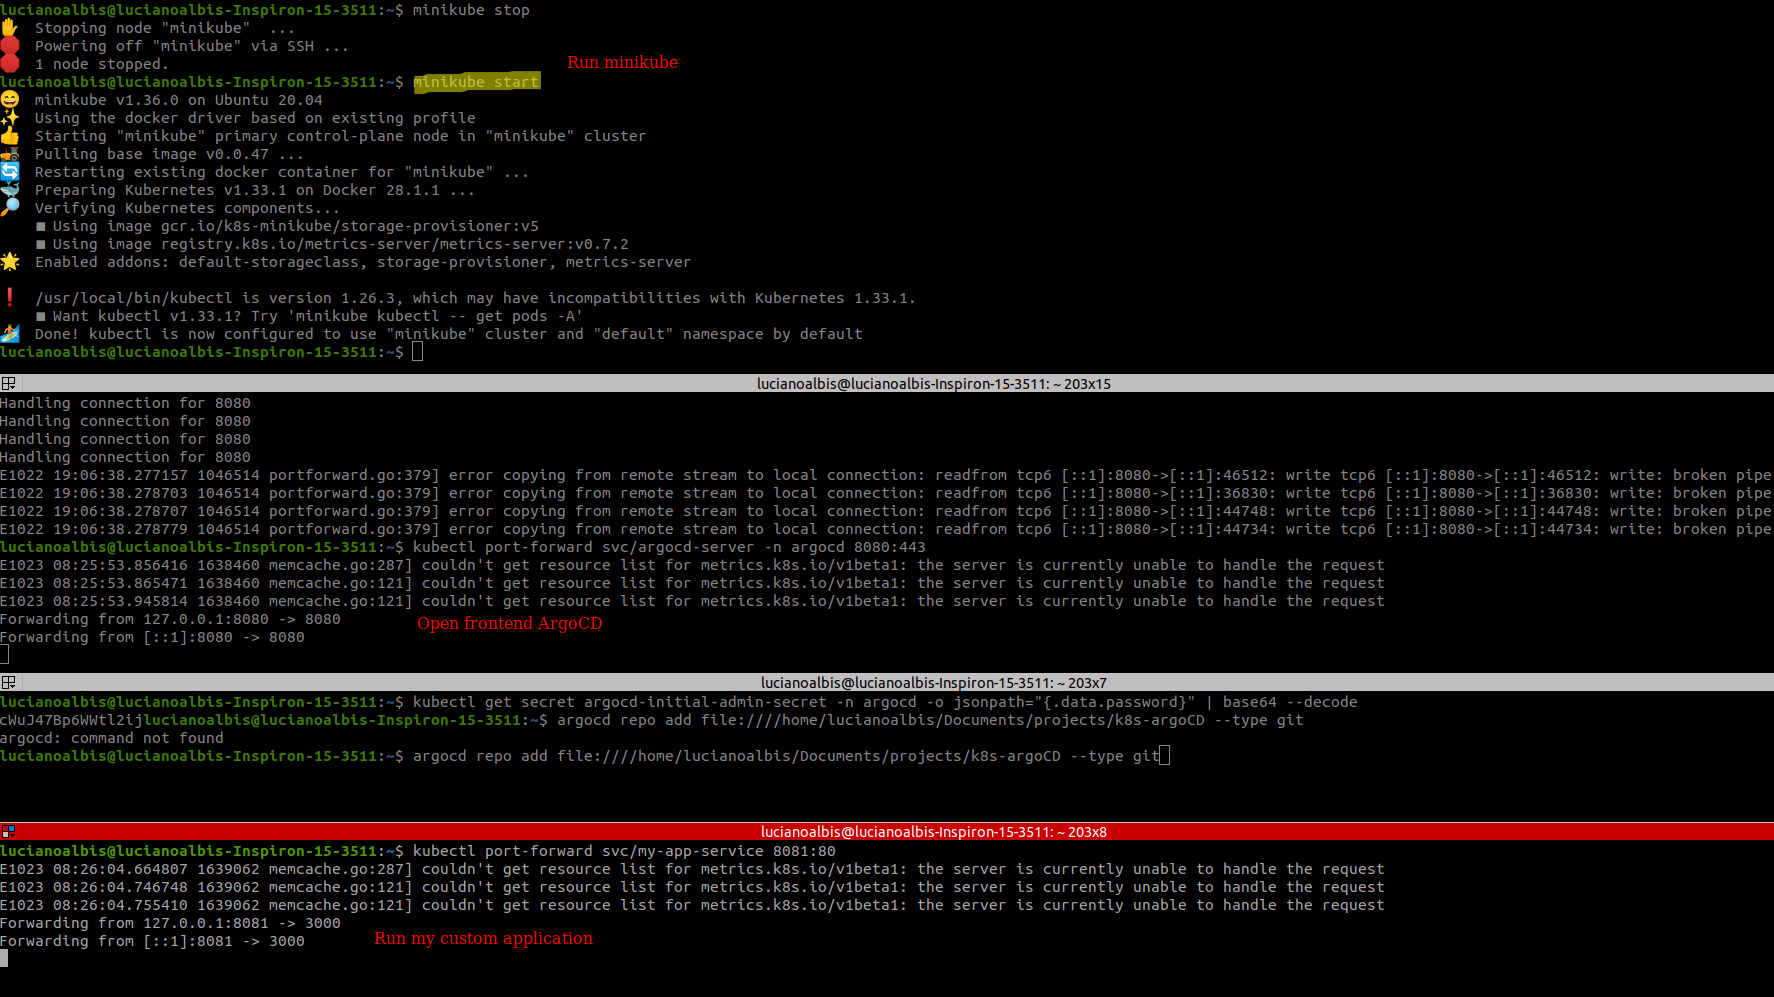 lucianoalbis@lucianoalbis-Inspiron-15-3511:~$ minikube stop
Stopping node "minikube"  ...
Powering off "minikube" via SSH ...
1 node stopped.
Run minikube
lucianoalbis@lucianoalbis-Inspiron-15-3511:~$ minikube start
minikube v1.36.0 on Ubuntu 20.04
Using the docker driver based on existing profile
Starting "minikube" primary control-plane node in "minikube" cluster
Pulling base image v0.0.47 ...
Restarting existing docker container for "minikube" ...
Preparing Kubernetes v1.33.1 on Docker 28.1.1 ...
Verifying Kubernetes components...
■ Using image gcr.io/k8s-minikube/storage-provisioner:v5
■ Using image registry.k8s.io/metrics-server/metrics-server:v0.7.2
Enabled addons: default-storageclass, storage-provisioner, metrics-server
/usr/local/bin/kubectl is version 1.26.3, which may have incompatibilities with Kubernetes 1.33.1.
■ Want kubectl v1.33.1? Try 'minikube kubectl -- get pods -A'
Done! kubectl is now configured to use "minikube" cluster and "default" namespace by default
lucianoalbis@lucianoalbis-Inspiron-15-3511:~$
lucianoalbis@lucianoalbis-Inspiron-15-3511: ~ 203x15
Handling connection for 8080
Handling connection for 8080
Handling connection for 8080
Handling connection for 8080
E1022 19:06:38.277157 1046514 portforward.go:379] error copying from remote stream to local connection: readfrom tcp6 [::1]:8080->[::1]:46512: write tcp6 [::1]:8080->[::1]:46512: write: broken pipe
E1022 19:06:38.278703 1046514 portforward.go:379] error copying from remote stream to local connection: readfrom tcp6 [::1]:8080->[::1]:36830: write tcp6 [::1]:8080->[::1]:36830: write: broken pipe
E1022 19:06:38.278707 1046514 portforward.go:379] error copying from remote stream to local connection: readfrom tcp6 [::1]:8080->[::1]:44748: write tcp6 [::1]:8080->[::1]:44748: write: broken pipe
E1022 19:06:38.278779 1046514 portforward.go:379] error copying from remote stream to local connection: readfrom tcp6 [::1]:8080->[::1]:44734: write tcp6 [::1]:8080->[::1]:44734: write: broken pipe
lucianoalbis@lucianoalbis-Inspiron-15-3511:~$ kubectl port-forward svc/argocd-server -n argocd 8080:443
E1023 08:25:53.856416 1638460 memcache.go:287] couldn't get resource list for metrics.k8s.io/v1beta1: the server is currently unable to handle the request
E1023 08:25:53.865471 1638460 memcache.go:121] couldn't get resource list for metrics.k8s.io/v1beta1: the server is currently unable to handle the request
E1023 08:25:53.945814 1638460 memcache.go:121] couldn't get resource list for metrics.k8s.io/v1beta1: the server is currently unable to handle the request
Forwarding from 127.0.0.1:8080 -> 8080
Open frontend ArgoCD
Forwarding from [::1]:8080 -> 8080
lucianoalbis@lucianoalbis-Inspiron-15-3511: ~ 203x7
lucianoalbis@lucianoalbis-Inspiron-15-3511:~$ kubectl get secret argocd-initial-admin-secret -n argocd -o jsonpath="{.data.password}" | base64 --decode
cWuJ47Bp6WWtl2ijlucianoalbis@lucianoalbis-Inspiron-15-3511:~$ argocd repo add file:////home/lucianoalbis/Documents/projects/k8s-argoCD --type git
argocd: command not found
lucianoalbis@lucianoalbis-Inspiron-15-3511:~$ argocd repo add file:////home/lucianoalbis/Documents/projects/k8s-argoCD --type git
lucianoalbis@lucianoalbis-Inspiron-15-3511: ~ 203x8
lucianoalbis@lucianoalbis-Inspiron-15-3511:~$ kubectl port-forward svc/my-app-service 8081:80
E1023 08:26:04.664807 1639062 memcache.go:287] couldn't get resource list for metrics.k8s.io/v1beta1: the server is currently unable to handle the request
E1023 08:26:04.746748 1639062 memcache.go:121] couldn't get resource list for metrics.k8s.io/v1beta1: the server is currently unable to handle the request
E1023 08:26:04.755410 1639062 memcache.go:121] couldn't get resource list for metrics.k8s.io/v1beta1: the server is currently unable to handle the request
Forwarding from 127.0.0.1:8081 -> 3000
Forwarding from [::1]:8081 -> 3000
Run my custom application